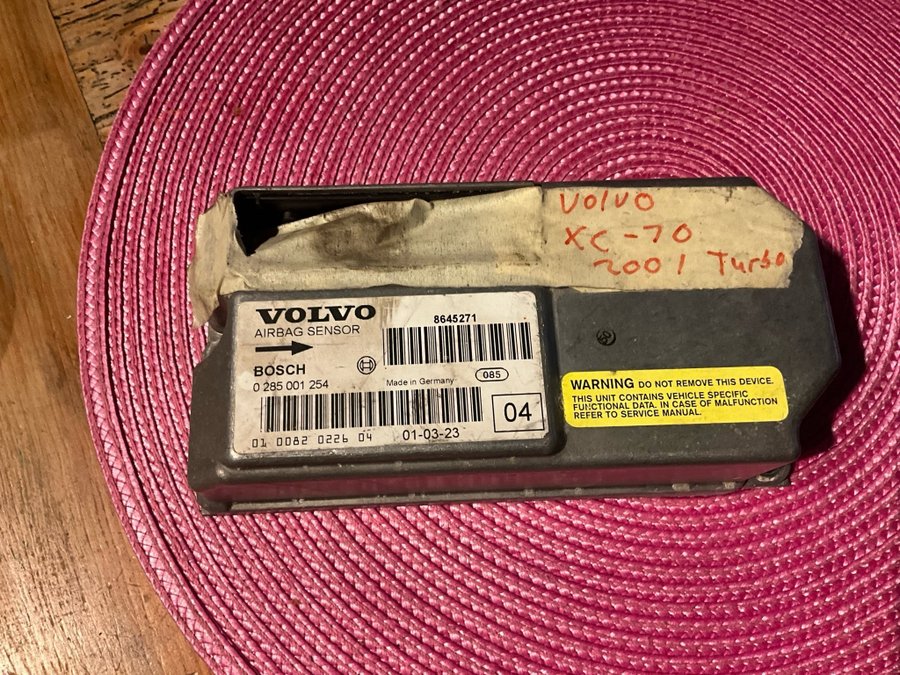 Volvo
XC-70
2001 Turbo
VOLVO
AIRBAG SENSOR
8645271
BOSCH
0 285 001 254
Made in Germany
085
01 0082 0226 04
01-03-23
04
WARNING DO NOT REMOVE THIS DEVICE.
THIS UNIT CONTAINS VEHICLE SPECIFIC
FUNCTIONAL DATA. IN CASE OF MALFUNCTION
REFER TO SERVICE MANUAL.